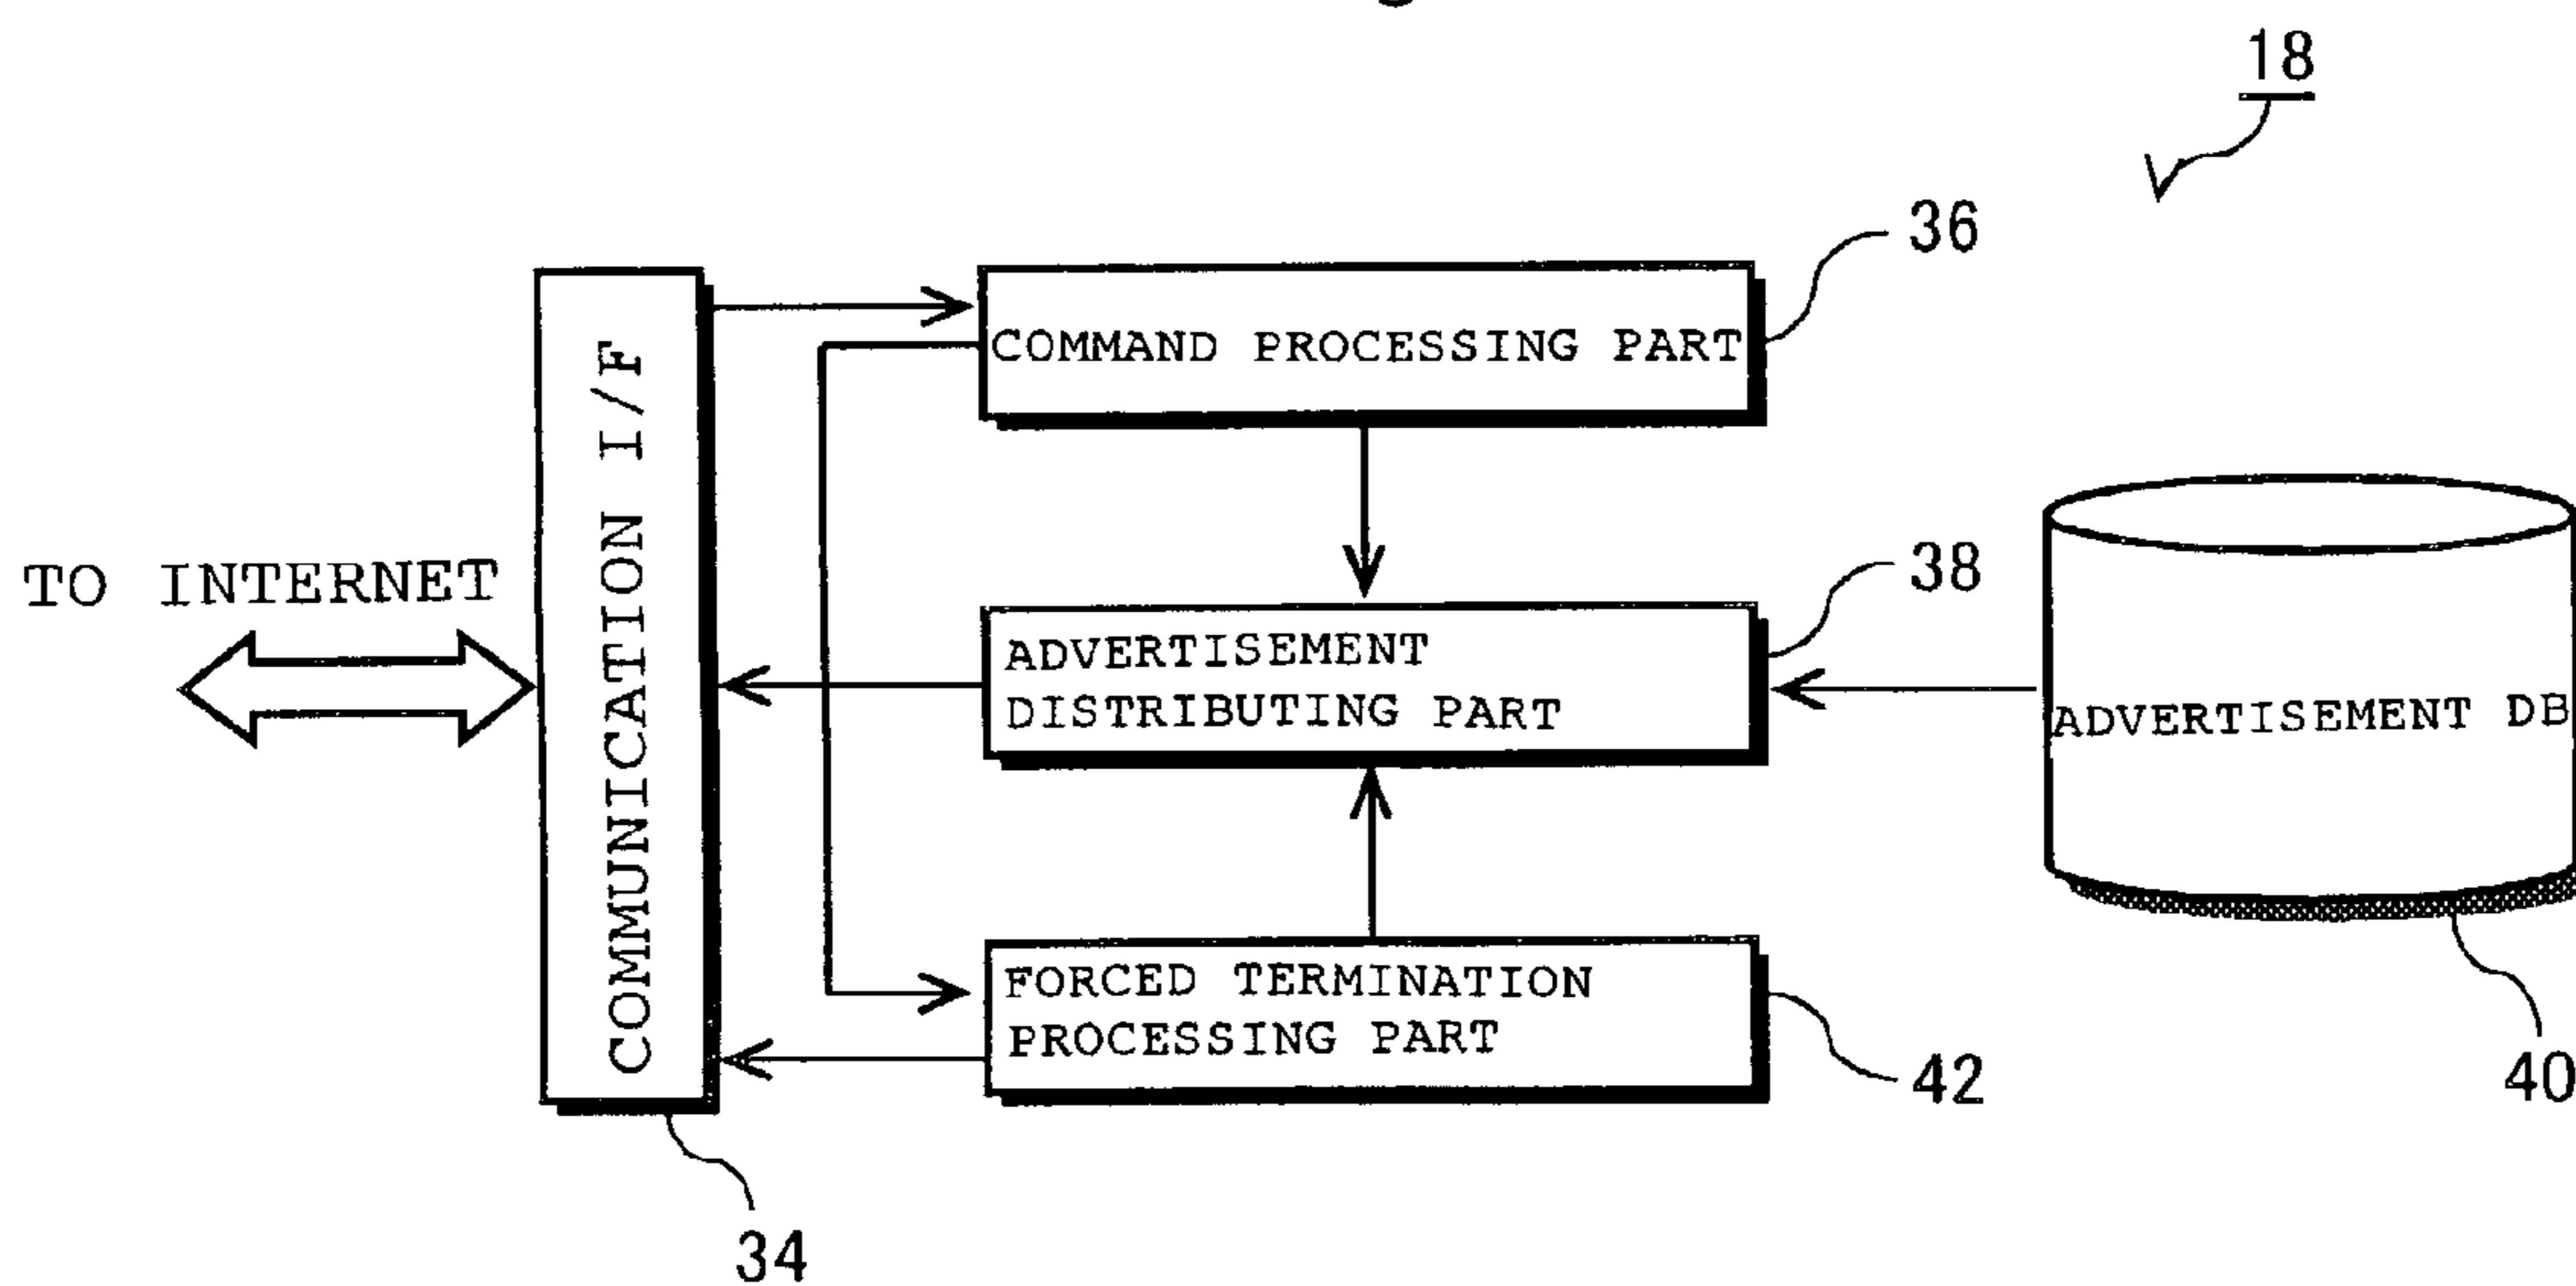 18
36
COMMAND PROCESSING PART
COMMUNICATION I/F
TO INTERNET
38
ADVERTISEMENT
DISTRIBUTING PART
ADVERTISEMENT DB
FORCED TERMINATION
PROCESSING PART
42
40
34